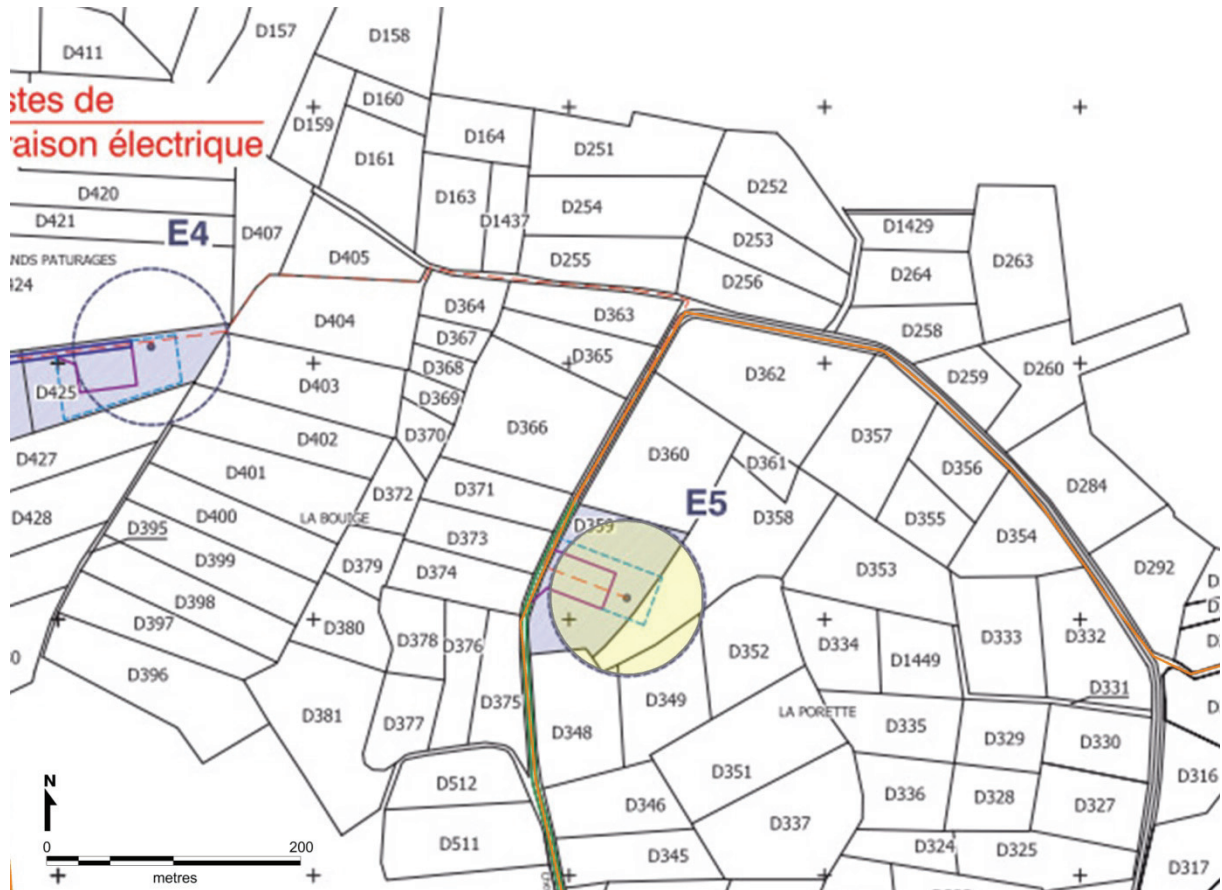 D157
D158
D411
stes de
raison électrique
D160
D159
D164
D251
D161
D252
D420
D163
D254
D1437
D421
D407
D1429
E4
D253
D405
D255
D264
D263
NDS PATURAGES
424
D256
D364
D363
D404
D258
D367
D365
D368
D362
D259
D260
D403
D425
D369
D366
D357
D402
D370
D360
D361
D356
D427
D401
D372
D371
E5
D284
D428
D400
LA BOUIGE
D359
D358
D355
D395
D373
D354
D399
D379
D374
D353
D292
D398
D397
D380
D378
D376
D334
D333
D332
D352
D1449
D396
D349
D331
D375
D381
D377
D348
LA PORETTE
D335
D329
D330
N
D512
D351
D316
D346
D336
D328
D327
D337
0
200
metres
D511
D345
D324
D325
D317